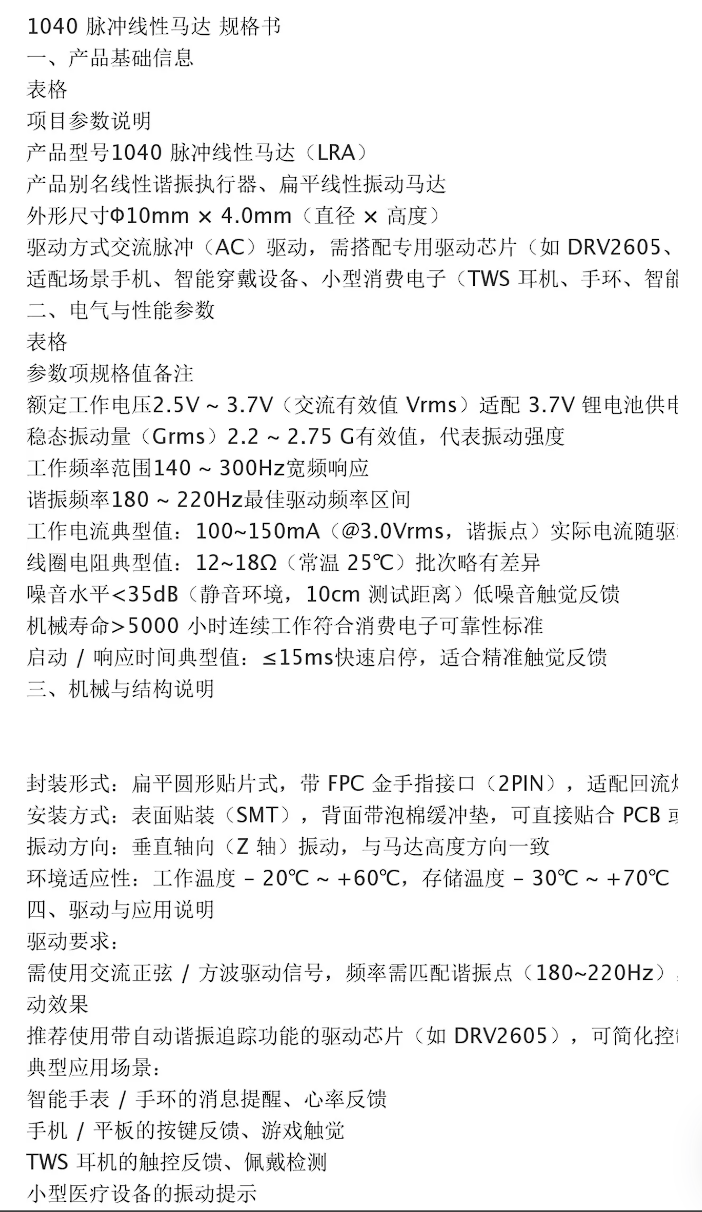 1040 脉冲线性马达 规格书
一、产品基础信息
表格
项目参数说明
产品型号1040 脉冲线性马达（LRA）
产品别名线性谐振执行器、扁平线性振动马达
外形尺寸Φ10mm × 4.0mm（直径 × 高度）
驱动方式交流脉冲（AC）驱动，需搭配专用驱动芯片（如 DRV2605、
适配场景手机、智能穿戴设备、小型消费电子（TWS 耳机、手环、智能
二、电气与性能参数
表格
参数项规格值备注
额定工作电压2.5V ~ 3.7V（交流有效值 Vrms）适配 3.7V 锂电池供电
稳态振动量（Grms）2.2 ~ 2.75 G有效值，代表振动强度
工作频率范围140 ~ 300Hz宽频响应
谐振频率180 ~ 220Hz最佳驱动频率区间
工作电流典型值：100~150mA（@3.0Vrms，谐振点）实际电流随驱
线圈电阻典型值：12~18Ω（常温 25℃）批次略有差异
噪音水平<35dB（静音环境，10cm 测试距离）低噪音触觉反馈
机械寿命>5000 小时连续工作符合消费电子可靠性标准
启动 / 响应时间典型值：≤15ms快速启停，适合精准触觉反馈
三、机械与结构说明
封装形式：扁平圆形贴片式，带 FPC 金手指接口（2PIN），适配回流
安装方式：表面贴装（SMT），背面带泡棉缓冲垫，可直接贴合 PCB
振动方向：垂直轴向（Z 轴）振动，与马达高度方向一致
环境适应性：工作温度 – 20℃ ~ +60℃，存储温度 – 30℃ ~ +70℃
四、驱动与应用说明
驱动要求：
需使用交流正弦 / 方波驱动信号，频率需匹配谐振点（180~220Hz）
动效果
推荐使用带自动谐振追踪功能的驱动芯片（如 DRV2605），可简化控
典型应用场景：
智能手表 / 手环的消息提醒、心率反馈
手机 / 平板的按键反馈、游戏触觉
TWS 耳机的触控反馈、佩戴检测
小型医疗设备的振动提示